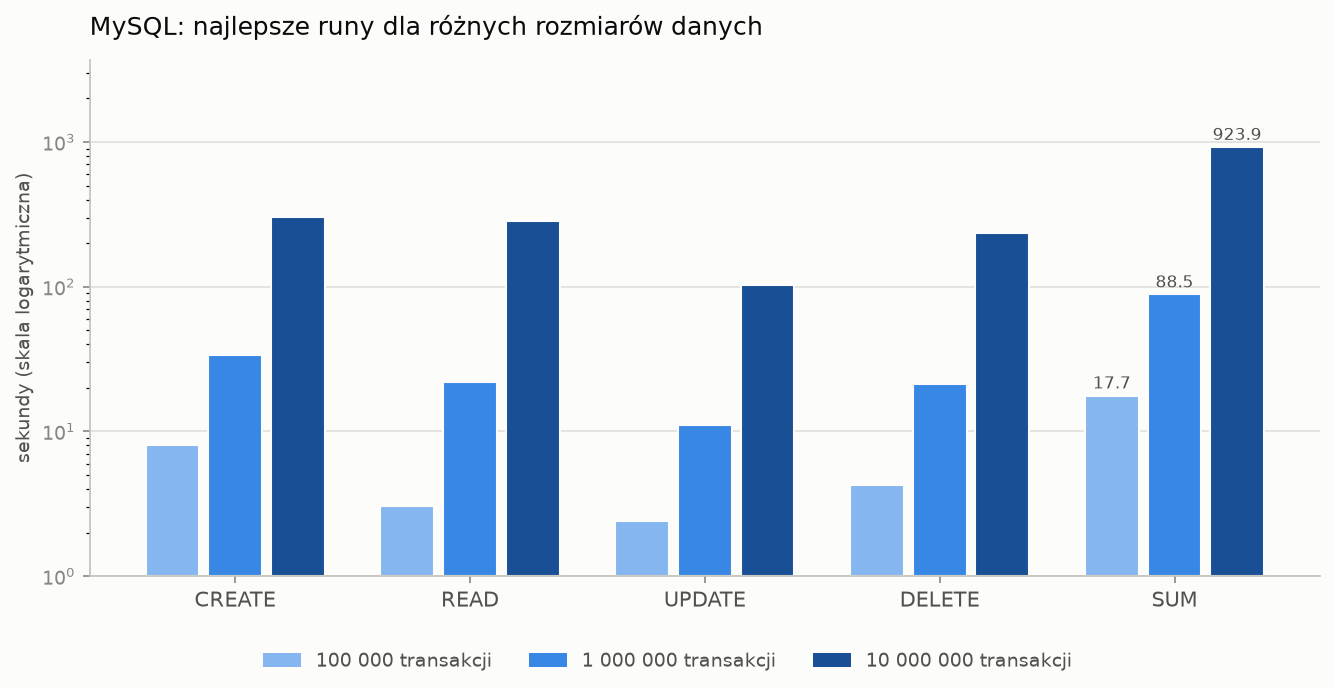 MySQL: najlepsze runy dla różnych rozmiarów danych
sekundy (skala logarytmiczna)
10³
10²
10¹
10⁰
923.9
88.5
17.7
CREATE READ UPDATE DELETE SUM
100 000 transakcji 1 000 000 transakcji 10 000 000 transakcji